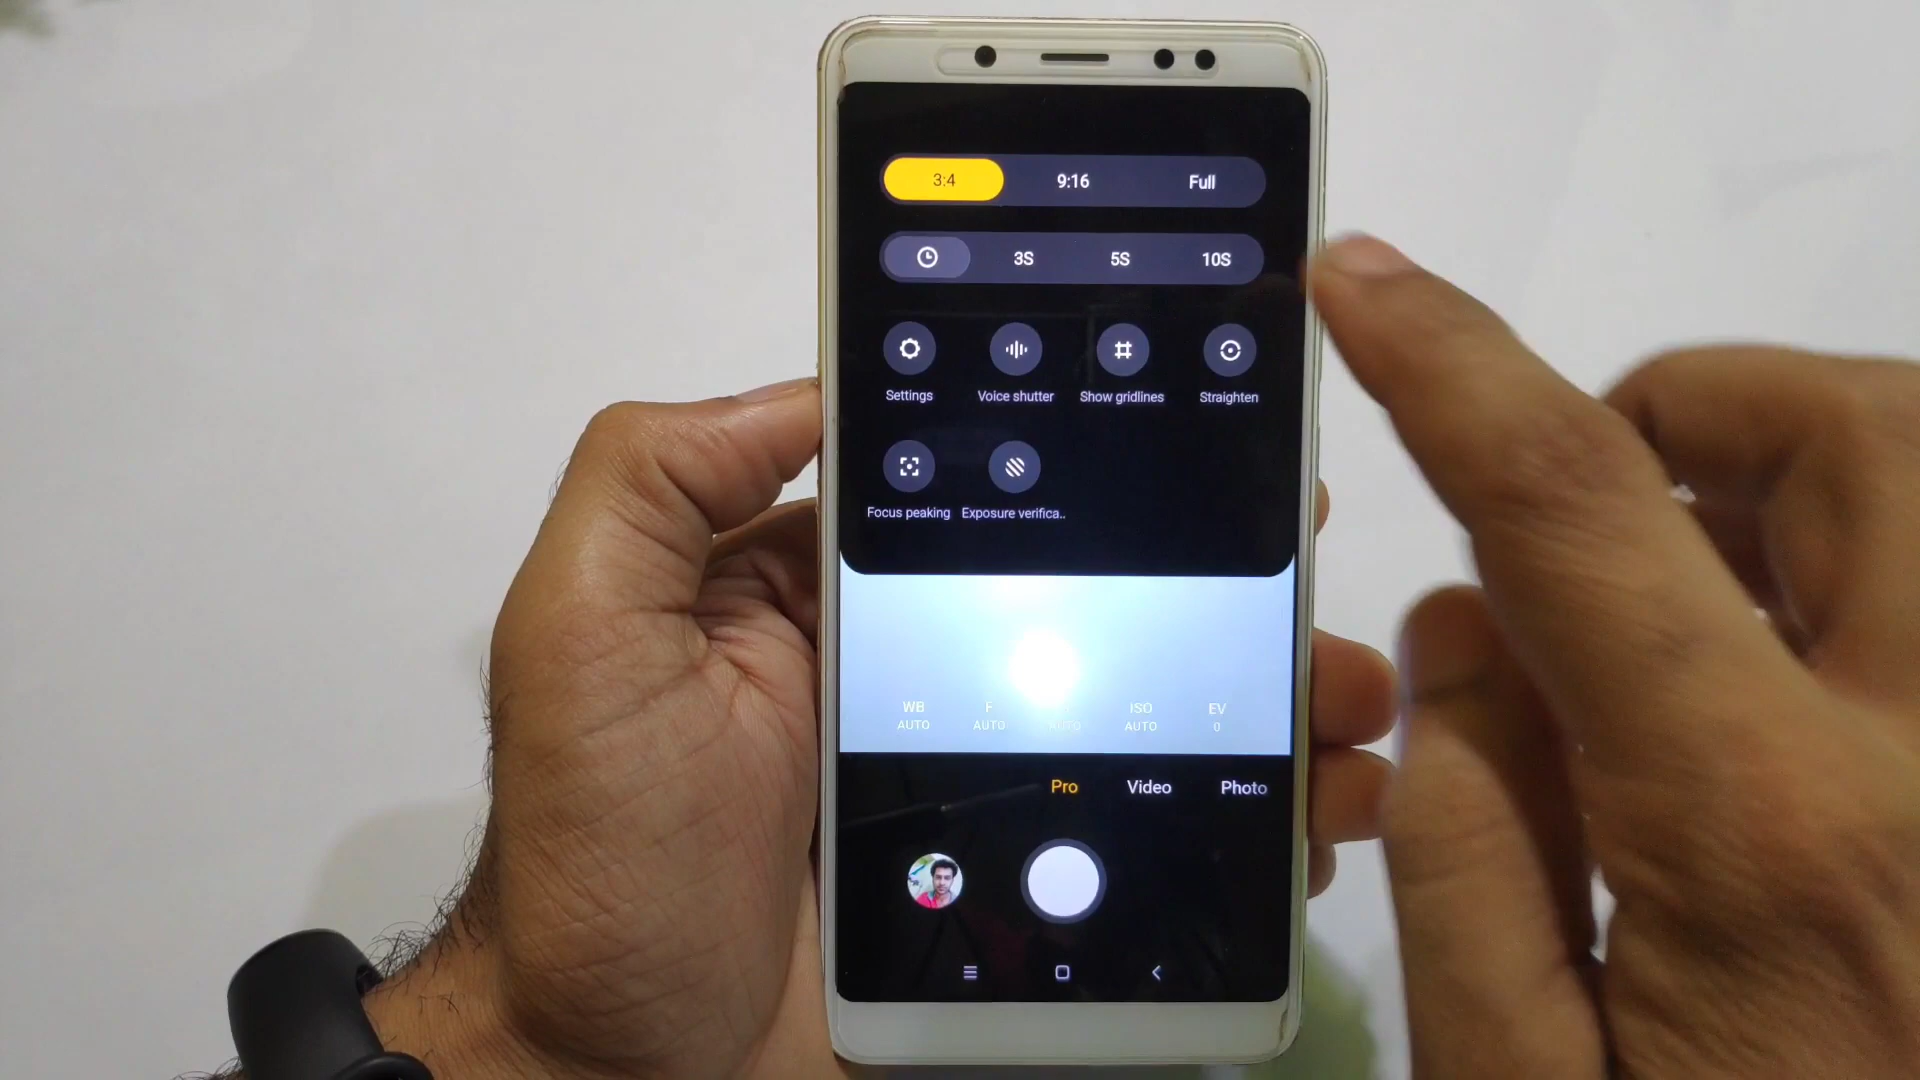 3:4 9:16 Full
3S 5S 10S
Settings Voice shutter Show gridlines Straighten
Focus peaking Exposure verifica..
WB F ISO EV
AUTO AUTO AUTO AUTO 0
Pro Video Photo